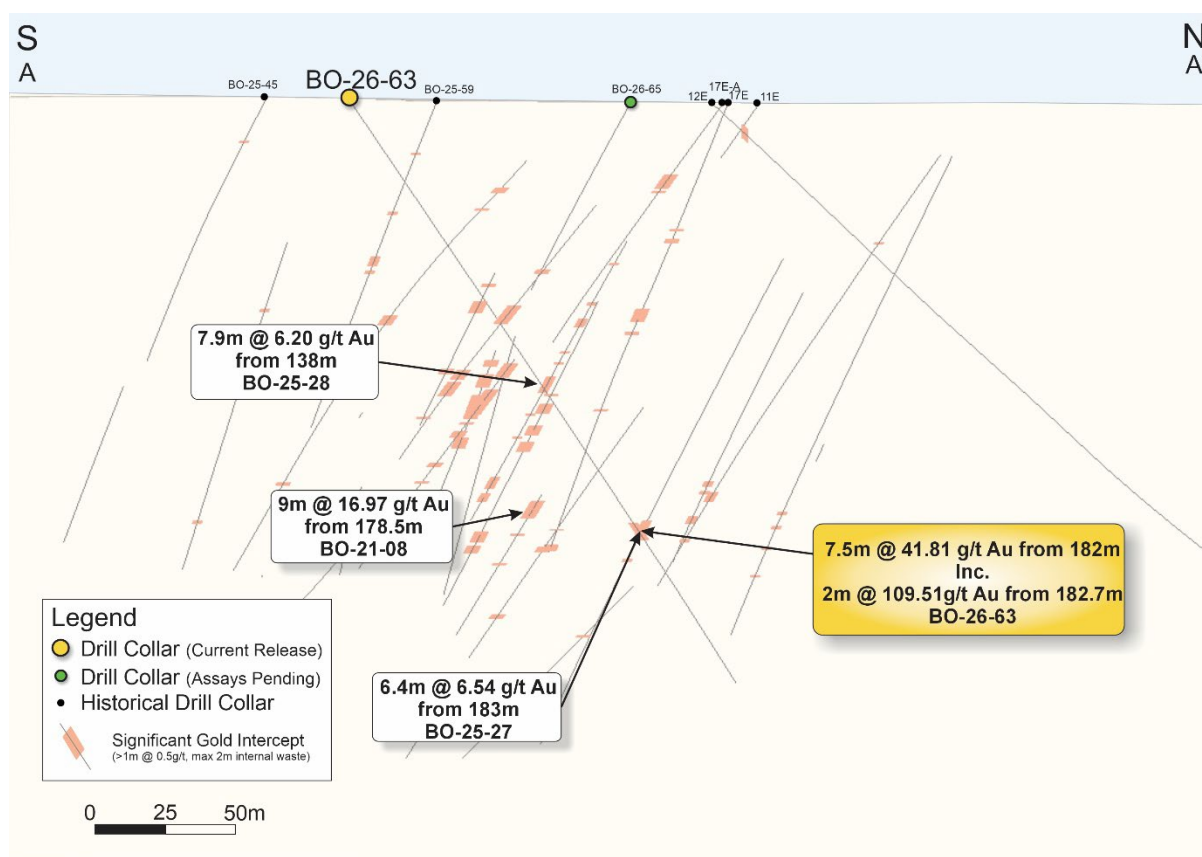 S
N
A
A
BO-25-45
BO-26-63
BO-25-59
BO-26-65
12E
17E-A
17E
11E
7.9m @ 6.20 g/t Au
from 138m
BO-25-28
9m @ 16.97 g/t Au
from 178.5m
BO-21-08
7.5m @ 41.81 g/t Au from 182m
Inc.
2m @ 109.51g/t Au from 182.7m
BO-26-63
6.4m @ 6.54 g/t Au
from 183m
BO-25-27
Legend
Drill Collar (Current Release)
Drill Collar (Assays Pending)
Historical Drill Collar
Significant Gold Intercept
(>1m @ 0.5g/t, max 2m internal waste)
0 25 50m